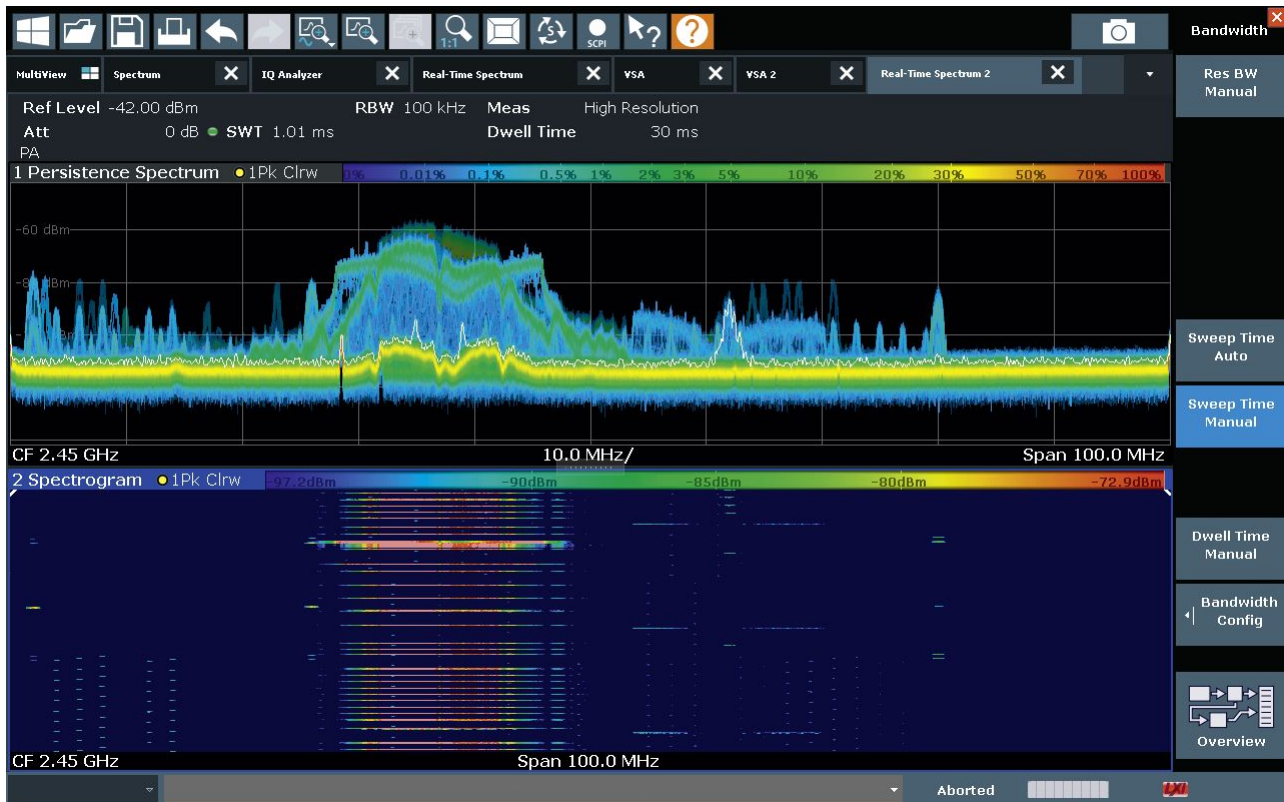 1:1
SCPI
Bandwidth
MultiView
Spectrum
IQ Analyzer
Real-Time Spectrum
VSA
VSA 2
Real-Time Spectrum 2
Res BW
Manual
Ref Level -42.00 dBm RBW 100 kHz Meas High Resolution
Att 0 dB SWT 1.01 ms Dwell Time 30 ms
PA
1 Persistence Spectrum 1Pk Clrw 0% 0.01% 0.1% 0.5% 1% 2% 3% 5% 10% 20% 30% 50% 70% 100%
-60 dBm
Sweep Time
Auto
Sweep Time
Manual
CF 2.45 GHz 10.0 MHz/ Span 100.0 MHz
2 Spectrogram 1Pk Clrw -97.2dBm -90dBm -85dBm -80dBm -72.9dBm
Dwell Time
Manual
Bandwidth
Config
Overview
CF 2.45 GHz Span 100.0 MHz
Aborted
LXI